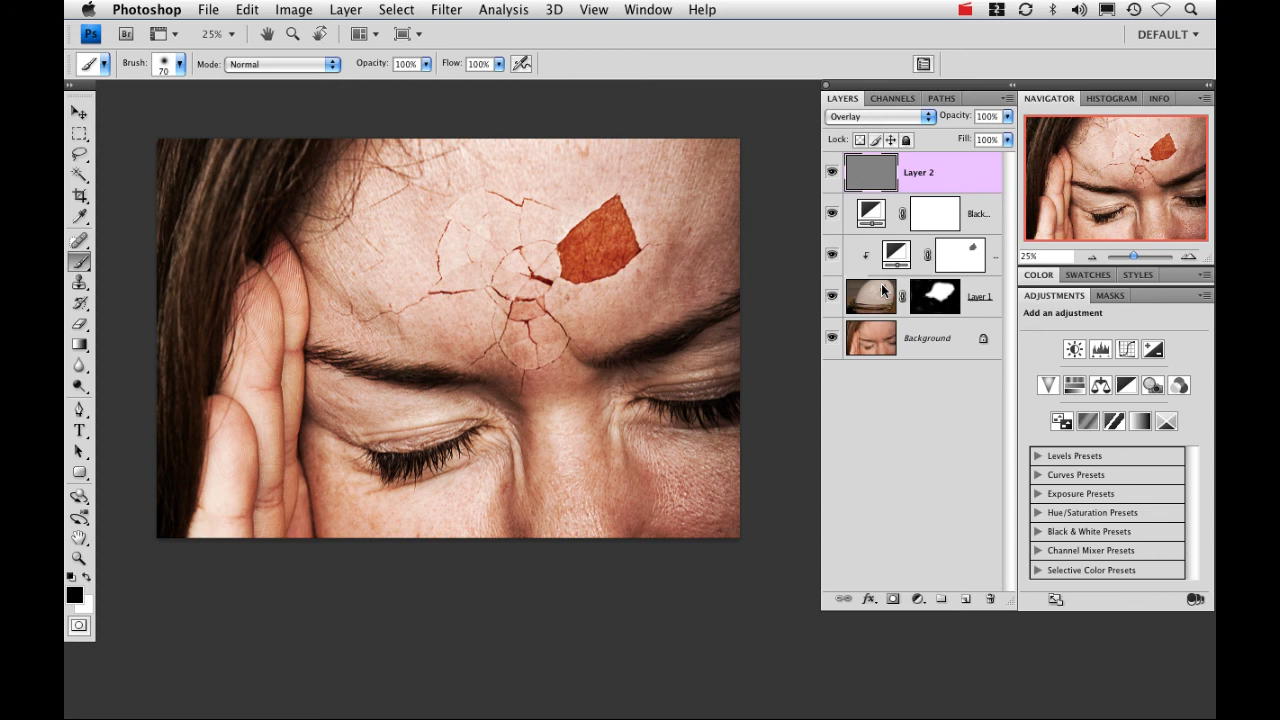 Photoshop File Edit Image Layer Select Filter Analysis 3D View Window Help
Ps Br 25% DEFAULT
Brush: 70 Mode: Normal Opacity: 100% Flow: 100%
LAYERS CHANNELS PATHS
Overlay Opacity: 100%
Lock: Fill: 100%
Layer 2
Black...
...
Layer 1
Background
fx
T
NAVIGATOR HISTOGRAM INFO
25%
COLOR SWATCHES STYLES
ADJUSTMENTS MASKS
Add an adjustment
Levels Presets
Curves Presets
Exposure Presets
Hue/Saturation Presets
Black & White Presets
Channel Mixer Presets
Selective Color Presets